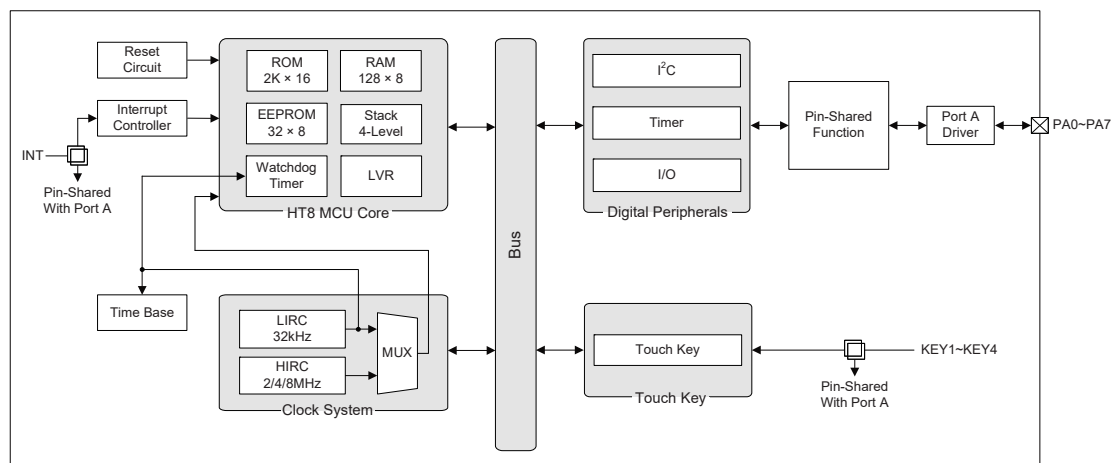 Reset
Circuit
Interrupt
Controller
INT
Pin-Shared
With Port A
Time Base
ROM
2K × 16
RAM
128 × 8
EEPROM
32 × 8
Stack
4-Level
Watchdog
Timer
LVR
HT8 MCU Core
LIRC
32kHz
HIRC
2/4/8MHz
MUX
Clock System
Bus
I²C
Timer
I/O
Digital Peripherals
Pin-Shared
Function
Port A
Driver
PA0~PA7
Touch Key
Touch Key
KEY1~KEY4
Pin-Shared
With Port A